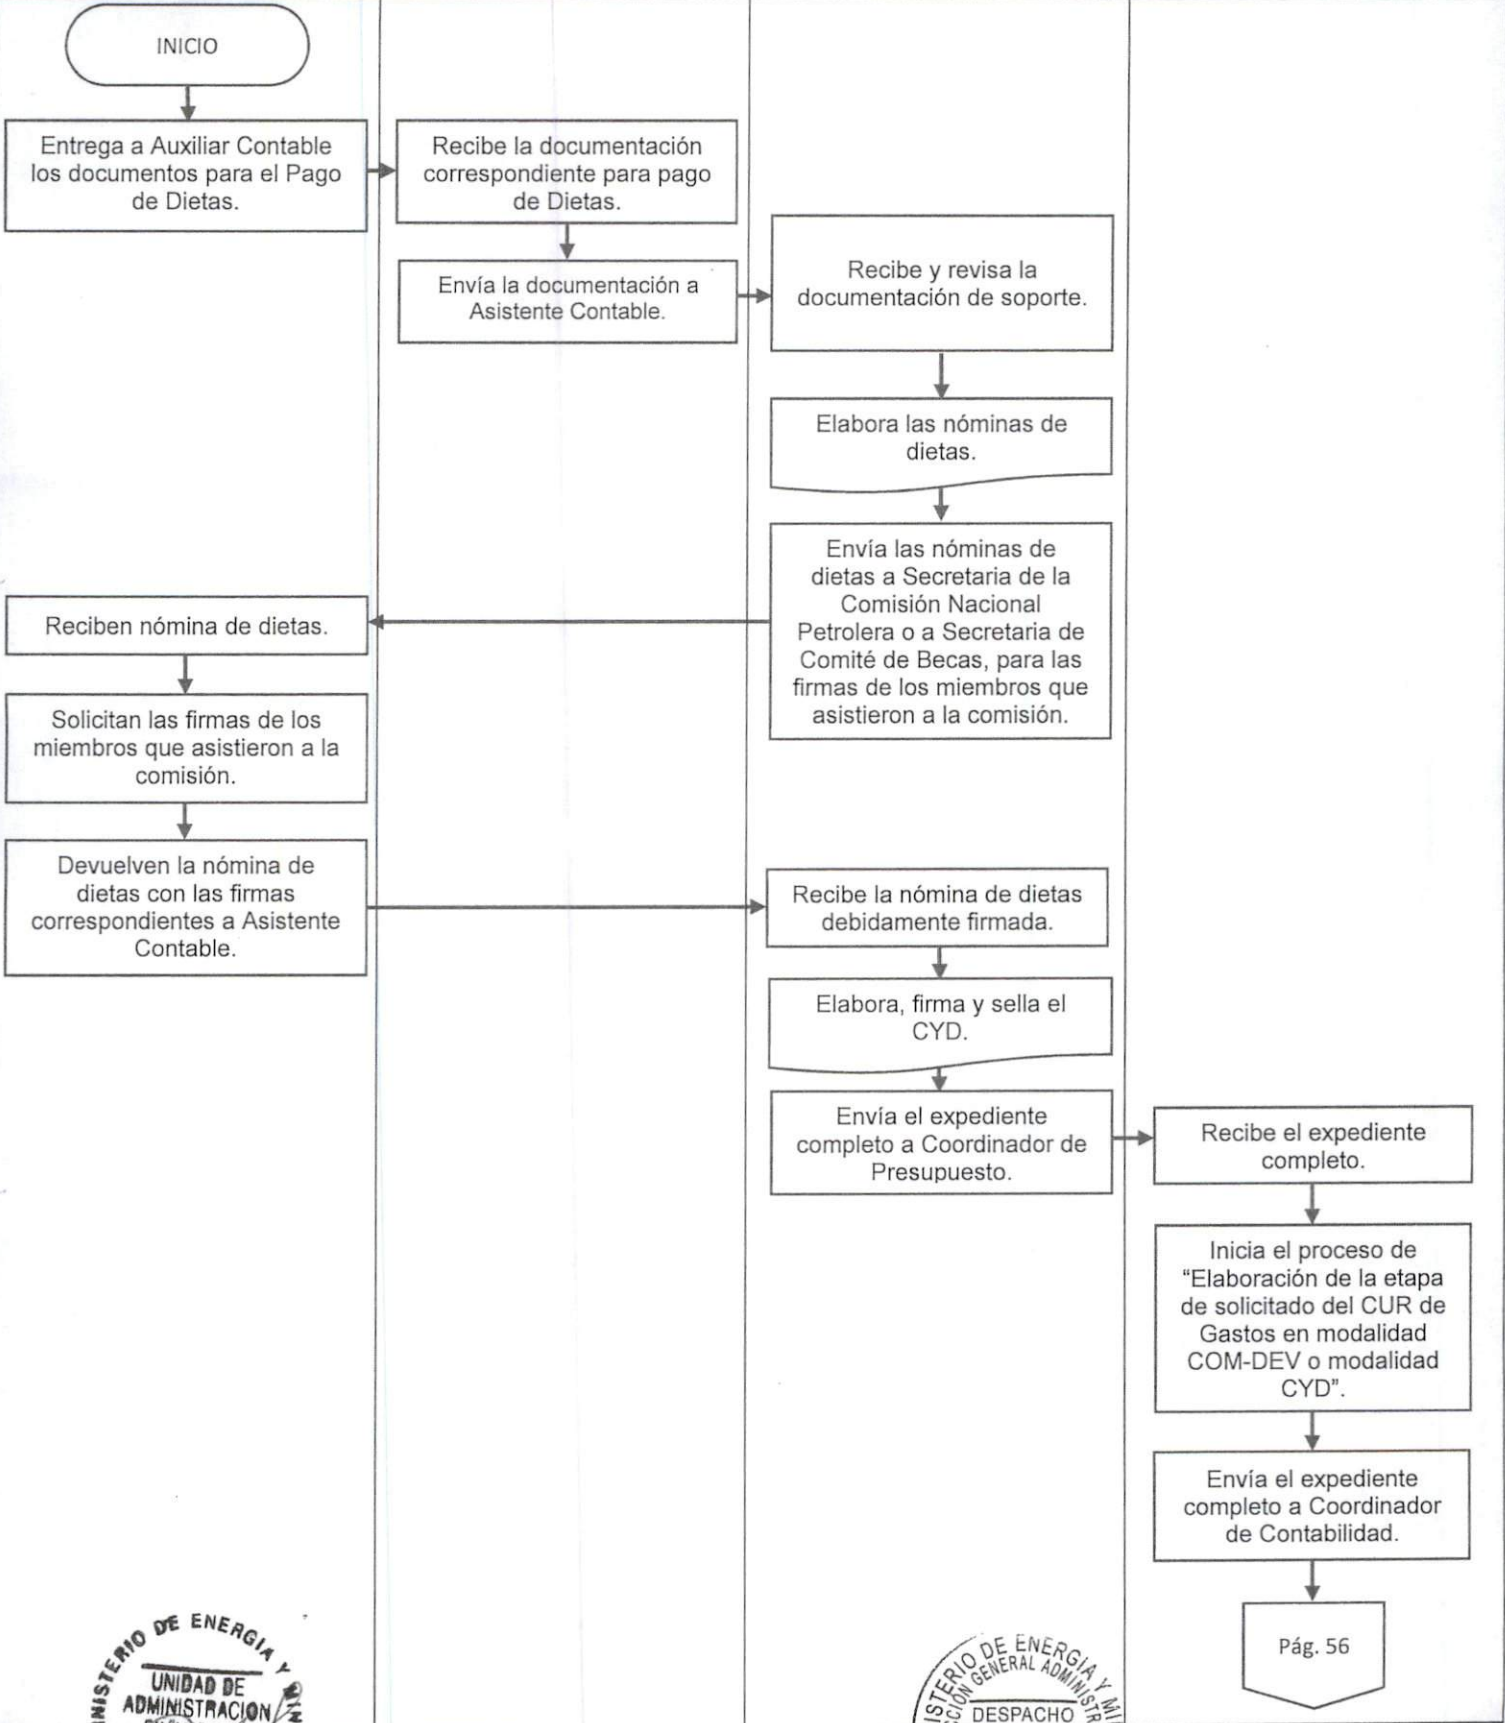 INICIO
Entrega a Auxiliar Contable
los documentos para el Pago
de Dietas.
Recibe la documentación
correspondiente para pago
de Dietas.
Envía la documentación a
Asistente Contable.
Recibe y revisa la
documentación de soporte.
Elabora las nóminas de
dietas.
Envía las nóminas de
dietas a Secretaria de la
Comisión Nacional
Petrolera o a Secretaria de
Comité de Becas, para las
firmas de los miembros que
asistieron a la comisión.
Reciben nómina de dietas.
Solicitan las firmas de los
miembros que asistieron a la
comisión.
Devuelven la nómina de
dietas con las firmas
correspondientes a Asistente
Contable.
Recibe la nómina de dietas
debidamente firmada.
Elabora, firma y sella el
CYD.
Envía el expediente
completo a Coordinador de
Presupuesto.
Recibe el expediente
completo.
Inicia el proceso de
“Elaboración de la etapa
de solicitado del CUR de
Gastos en modalidad
COM-DEV o modalidad
CYD”.
Envía el expediente
completo a Coordinador
de Contabilidad.
Pág. 56
NISTERIO DE ENERGIA Y MIN
UNIDAD DE
ADMINISTRACION
ISTERIO DE ENERGIA Y MI
CCIÓN GENERAL ADMINISTR
DESPACHO